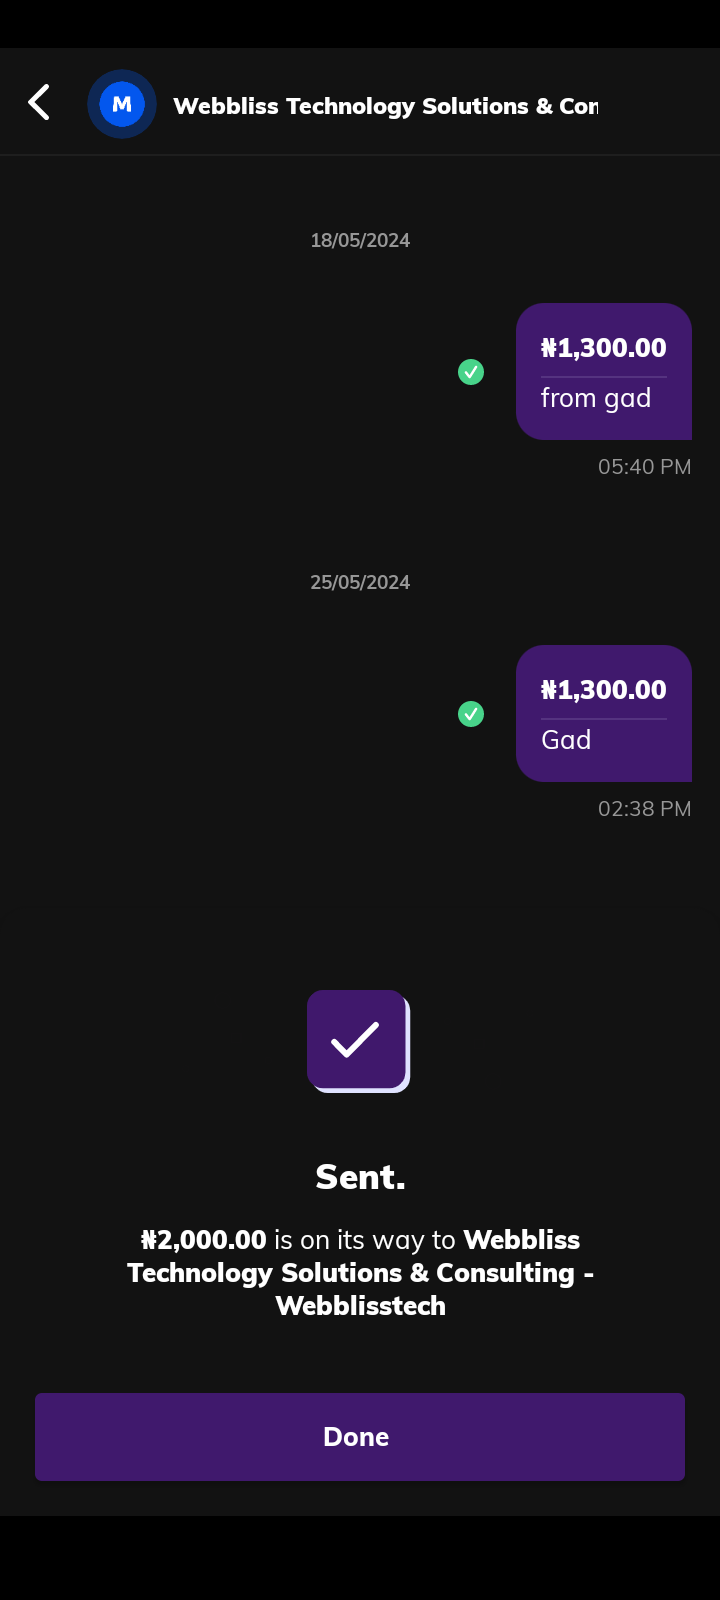 M
Webbliss Technology Solutions & Con
18/05/2024
₦1,300.00
from gad
05:40 PM
25/05/2024
₦1,300.00
Gad
02:38 PM
Sent.
₦2,000.00 is on its way to Webbliss
Technology Solutions & Consulting -
Webblisstech
Done